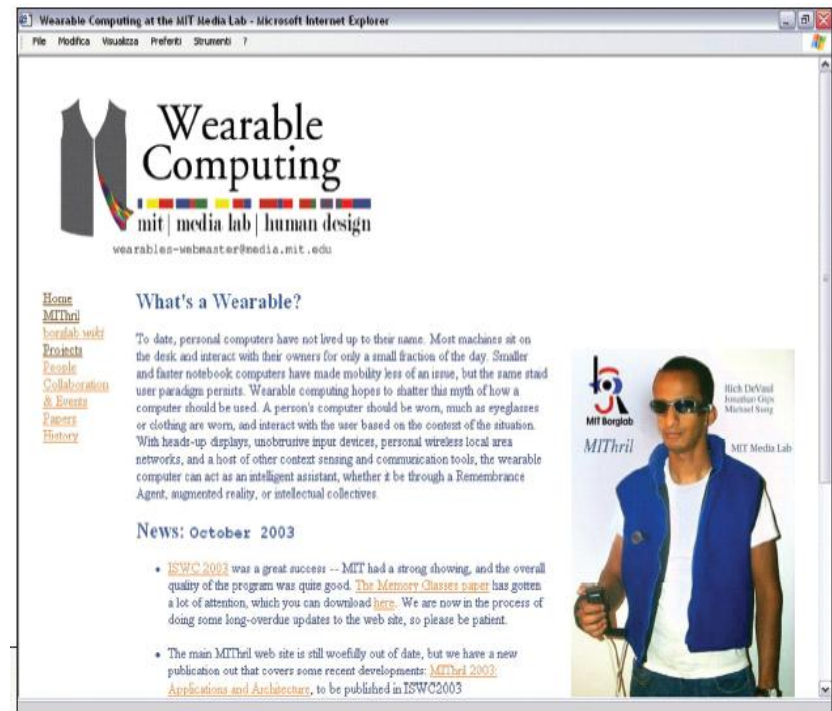 Wearable Computing at the MIT Media Lab - Microsoft Internet Explorer
File Modifica Visualizza Preferiti Strumenti ?
Wearable
Computing
mit | media lab | human design
wearables-webmaster@media.mit.edu
Home
MIThril
borglab wiki
Projects
People
Collaboration
& Events
Papers
History
What's a Wearable?
To date, personal computers have not lived up to their name. Most machines sit on
the desk and interact with their owners for only a small fraction of the day. Smaller
and faster notebook computers have made mobility less of an issue, but the same staid
user paradigm persists. Wearable computing hopes to shatter this myth of how a
computer should be used. A person's computer should be worn, much as eyeglasses
or clothing are worn, and interact with the user based on the context of the situation.
With heads-up displays, unobtrusive input devices, personal wireless local area
networks, and a host of other context sensing and communication tools, the wearable
computer can act as an intelligent assistant, whether it be through a Remembrance
Agent, augmented reality, or intellectual collectives.
News: October 2003
• ISWC 2003 was a great success -- MIT had a strong showing, and the overall
quality of the program was quite good. The Memory Glasses paper has gotten
a lot of attention, which you can download here. We are now in the process of
doing some long-overdue updates to the web site, so please be patient.
• The main MIThril web site is still woefully out of date, but we have a new
publication out that covers some recent developments: MIThril 2003:
Applications and Architecture, to be published in ISWC2003
MIT Borglab
MIThril
Rich DeVaul
Jonathan Gips
Michael Sung
MIT Media Lab